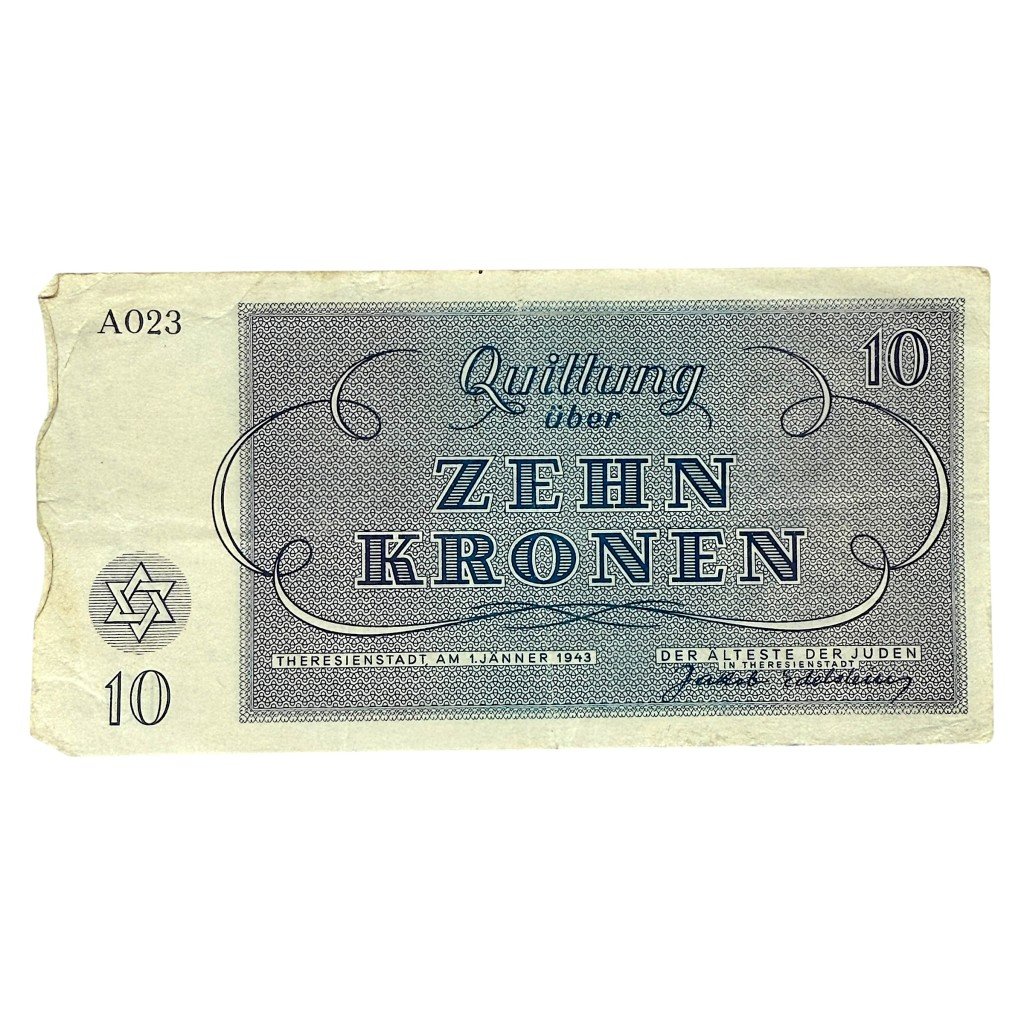 A023
10
Quittung
über
ZEHN
KRONEN
THERESIENSTADT, AM 1. JÄNNER 1943
DER ÄLTESTE DER JUDEN
IN THERESIENSTADT
Jakob Edelstein
10